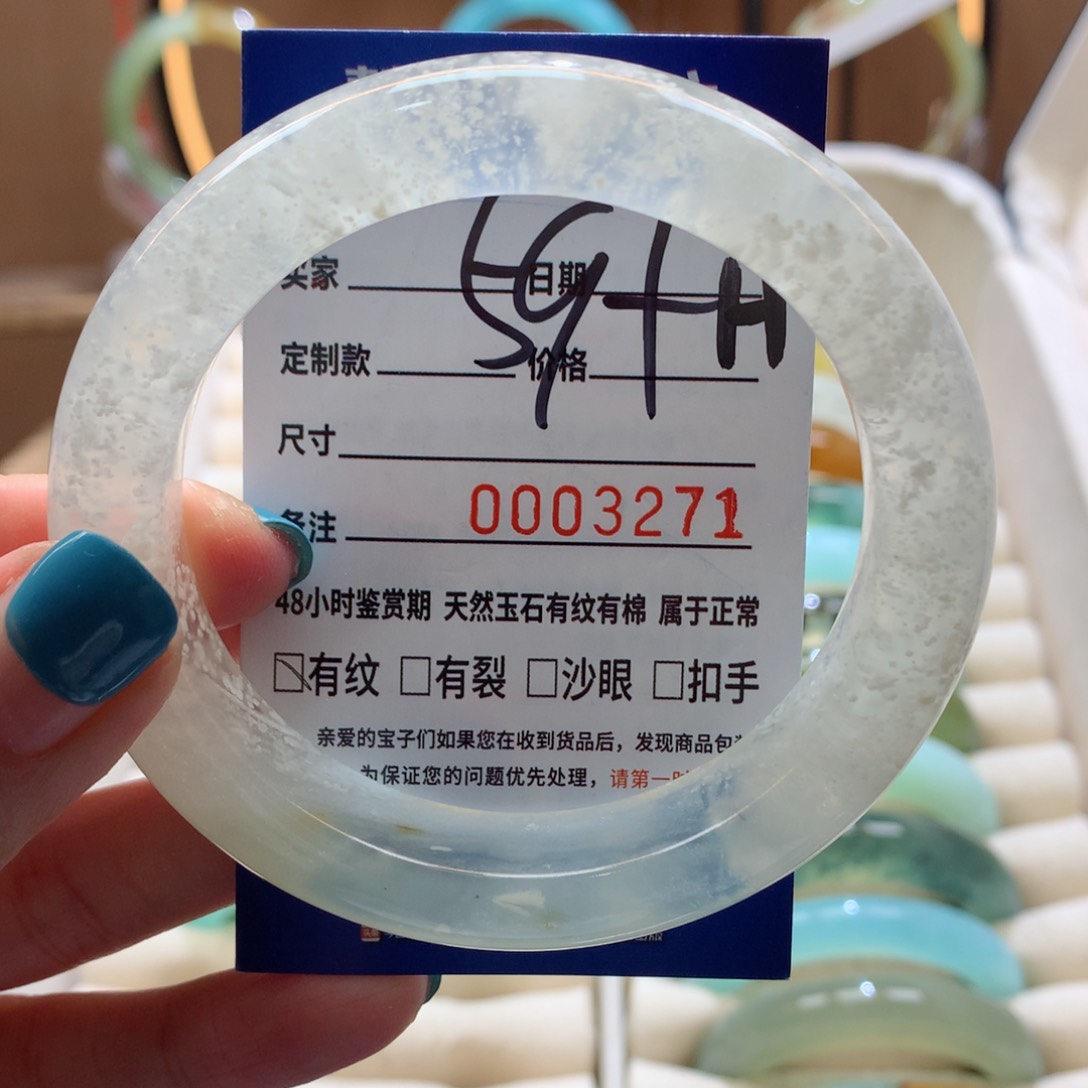 买家 日期
59+H
定制款 价格
尺寸
备注 0003271
48小时鉴赏期 天然玉石有纹有棉 属于正常
有纹 有裂 沙眼 扣手
亲爱的宝子们如果您在收到货品后，发现商品包
为保证您的问题优先处理，请第一时